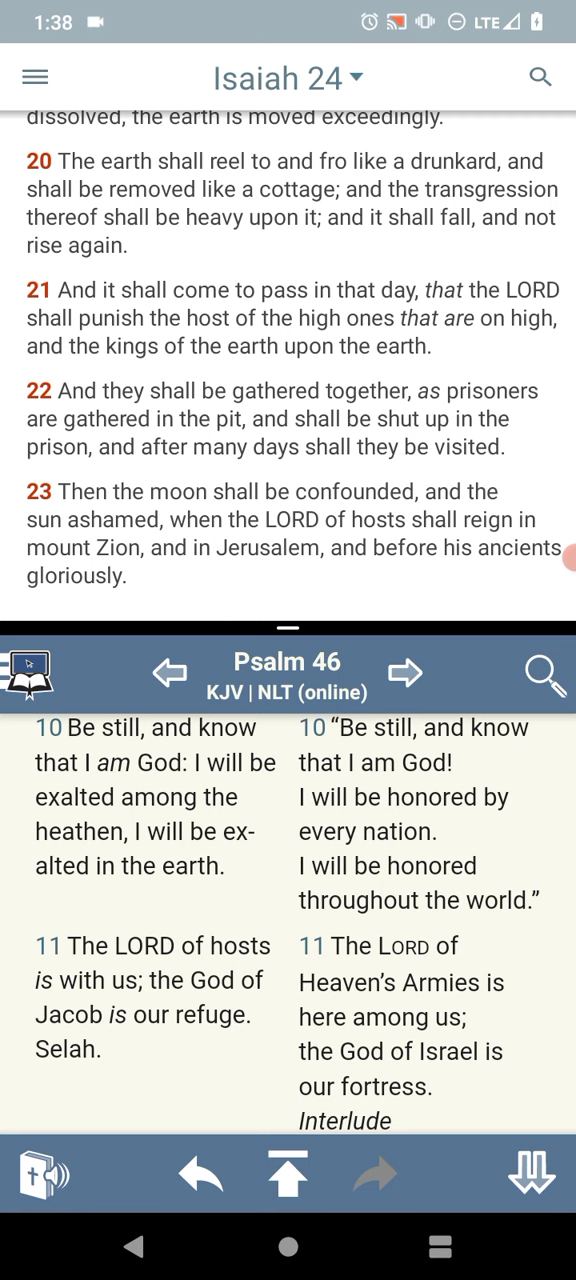 1:38
LTE
Isaiah 24
dissolved, the earth is moved exceedingly.
20 The earth shall reel to and fro like a drunkard, and
shall be removed like a cottage; and the transgression
thereof shall be heavy upon it; and it shall fall, and not
rise again.
21 And it shall come to pass in that day, that the LORD
shall punish the host of the high ones that are on high,
and the kings of the earth upon the earth.
22 And they shall be gathered together, as prisoners
are gathered in the pit, and shall be shut up in the
prison, and after many days shall they be visited.
23 Then the moon shall be confounded, and the
sun ashamed, when the LORD of hosts shall reign in
mount Zion, and in Jerusalem, and before his ancients
gloriously.
Psalm 46
KJV | NLT (online)
10 Be still, and know
that I am God: I will be
exalted among the
heathen, I will be ex-
alted in the earth.
11 The LORD of hosts
is with us; the God of
Jacob is our refuge.
Selah.
10 “Be still, and know
that I am God!
I will be honored by
every nation.
I will be honored
throughout the world.”
11 The LORD of
Heaven’s Armies is
here among us;
the God of Israel is
our fortress.
Interlude